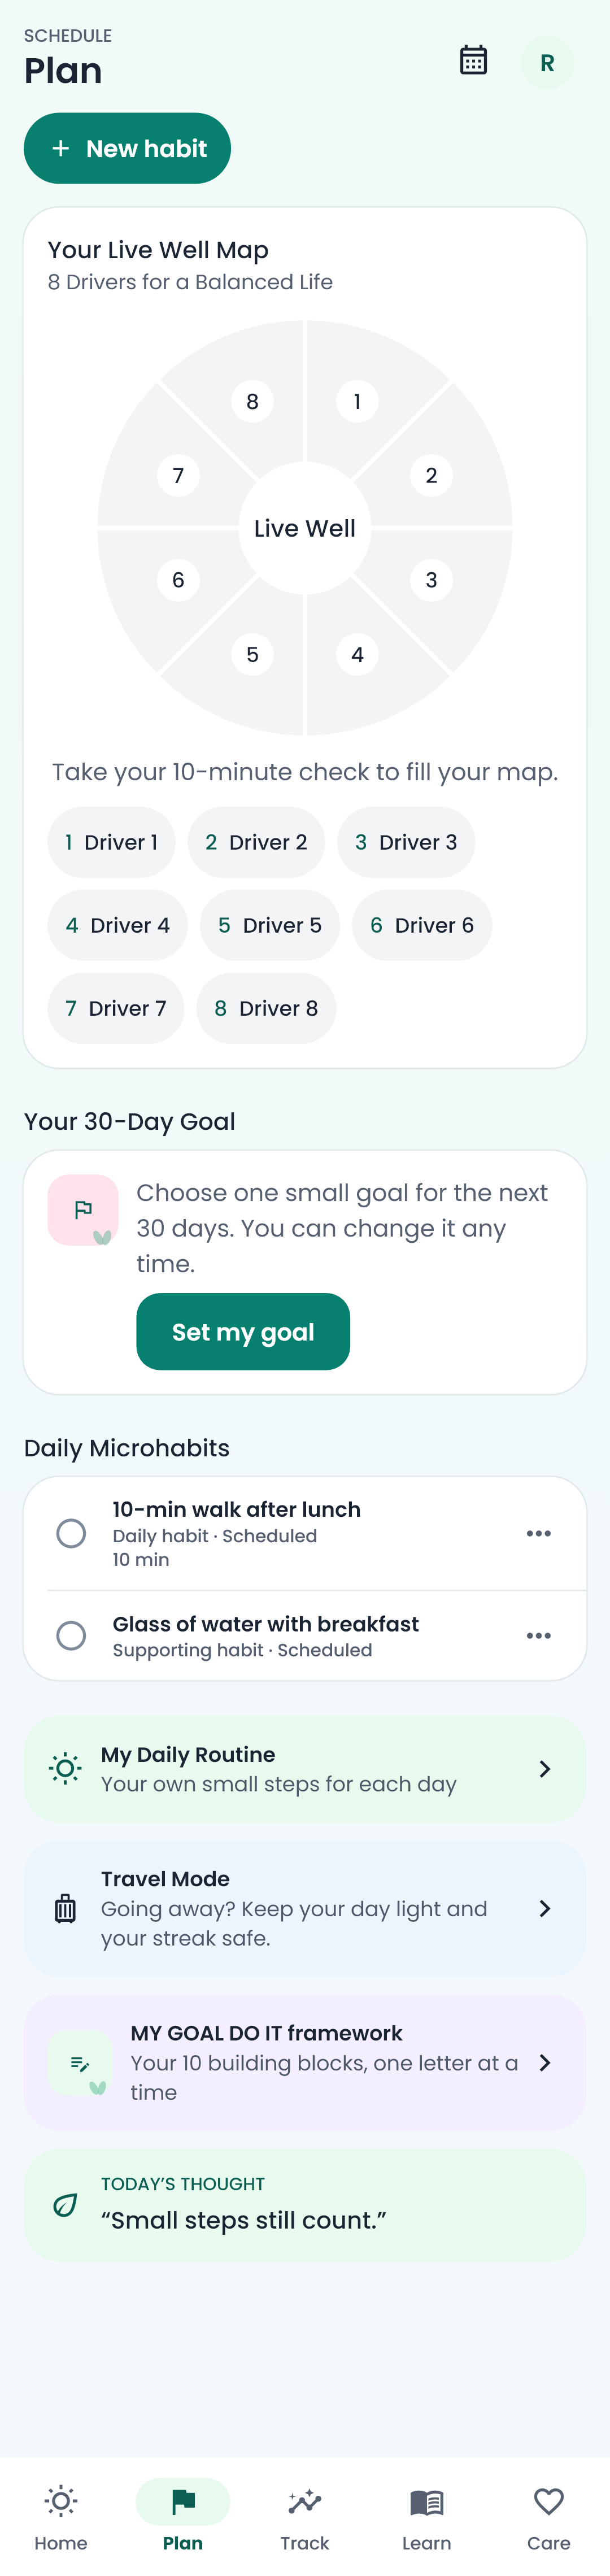 SCHEDULE
Plan
R
+ New habit
Your Live Well Map
8 Drivers for a Balanced Life
8
1
7
2
Live Well
6
3
5
4
Take your 10-minute check to fill your map.
1 Driver 1
2 Driver 2
3 Driver 3
4 Driver 4
5 Driver 5
6 Driver 6
7 Driver 7
8 Driver 8
Your 30-Day Goal
Choose one small goal for the next
30 days. You can change it any
time.
Set my goal
Daily Microhabits
10-min walk after lunch
Daily habit · Scheduled
10 min
Glass of water with breakfast
Supporting habit · Scheduled
My Daily Routine
Your own small steps for each day
Travel Mode
Going away? Keep your day light and
your streak safe.
MY GOAL DO IT framework
Your 10 building blocks, one letter at a
time
TODAY’S THOUGHT
“Small steps still count.”
Home
Plan
Track
Learn
Care